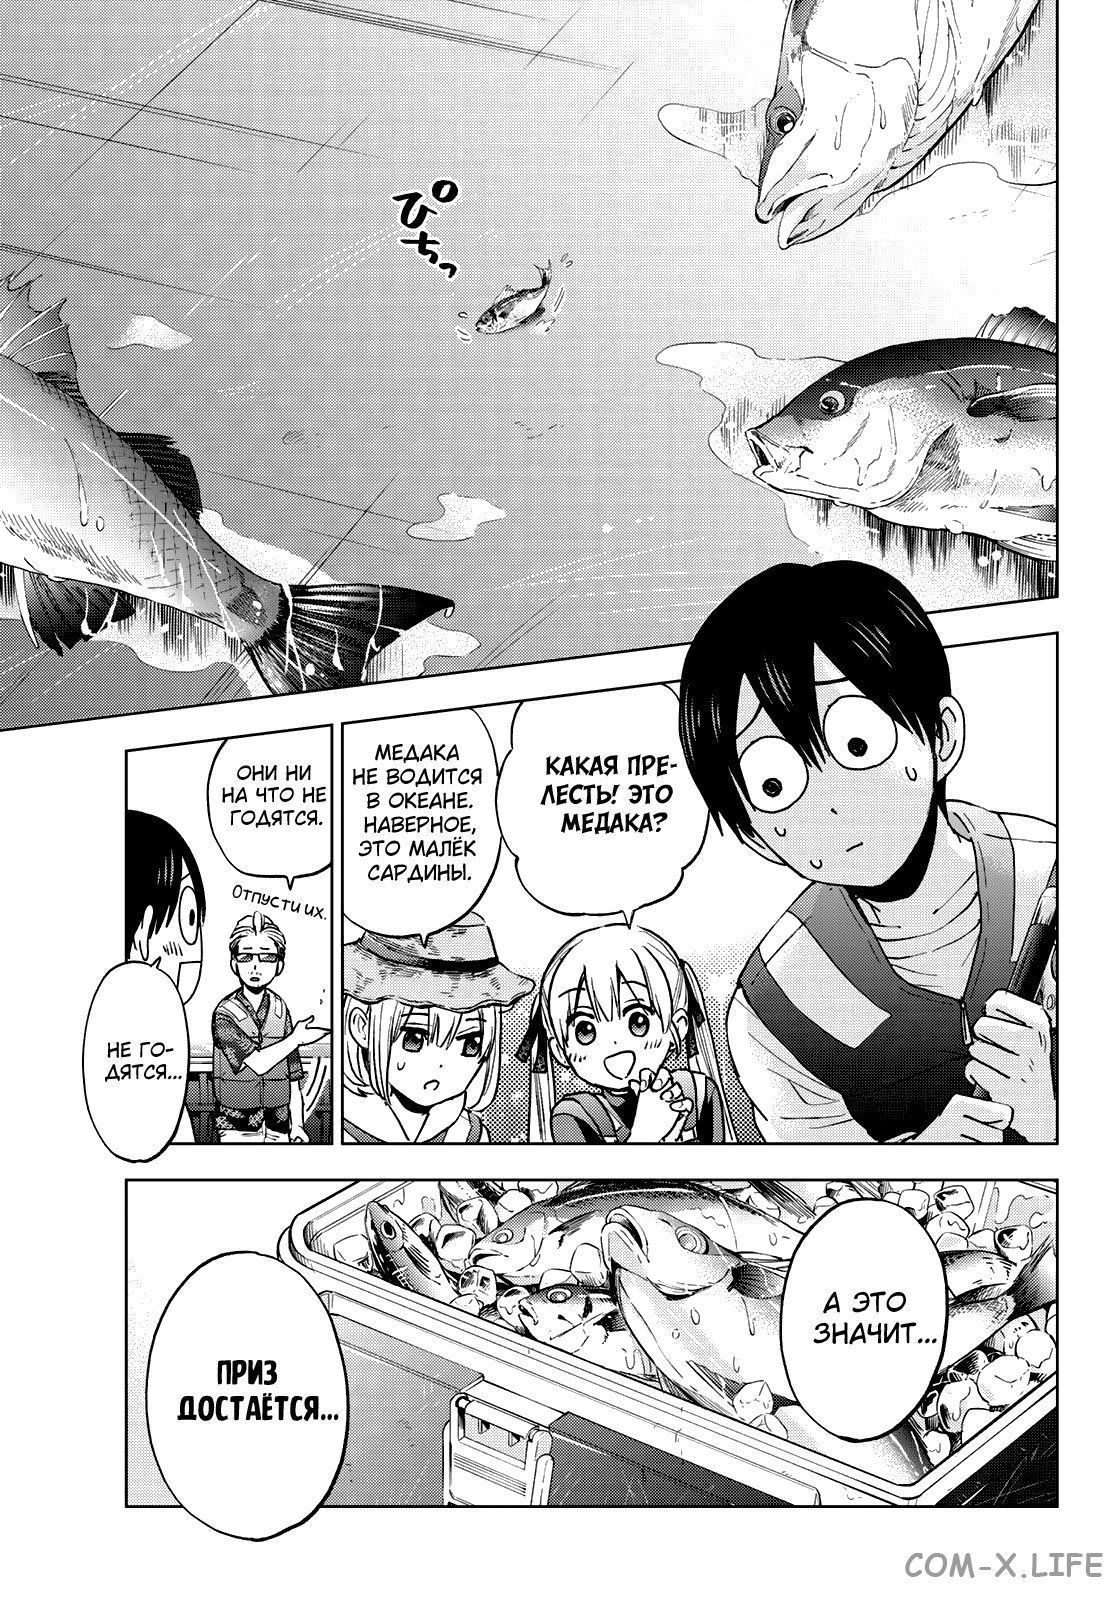 ぴちっ
КАКАЯ ПРЕ-
ЛЕСТЬ! ЭТО
МЕДАКА?
МЕДАКА
НЕ ВОДИТСЯ
В ОКЕАНЕ.
НАВЕРНОЕ,
ЭТО МАЛЁК
САРДИНЫ.
ОНИ НИ
НА ЧТО НЕ
ГОДЯТСЯ.
Отпусти их.
НЕ ГО-
ДЯТСЯ...
А ЭТО
ЗНАЧИТ...
ПРИЗ
ДОСТАЁТСЯ...
COM-X.LIFE